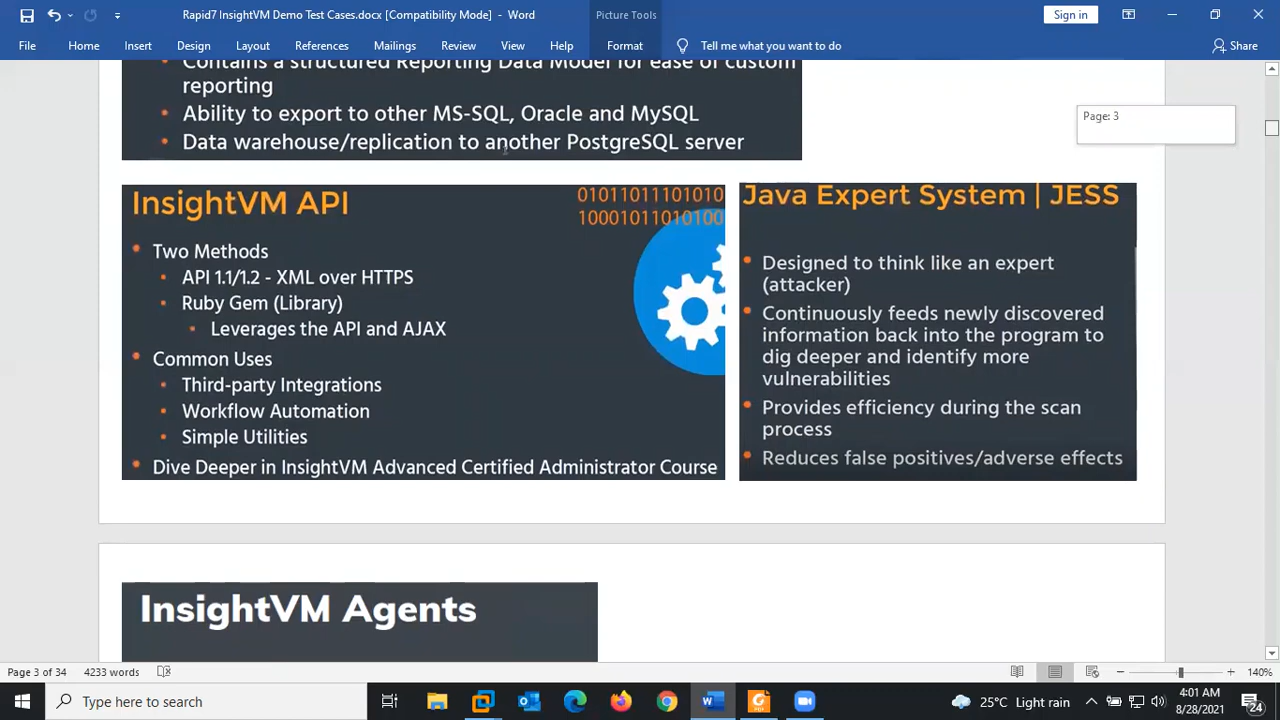 Rapid7 InsightVM Demo Test Cases.docx [Compatibility Mode] - Word
Picture Tools
Sign in
File Home Insert Design Layout References Mailings Review View Help Format Tell me what you want to do Share
Contains a structured Reporting Data Model for ease of custom
reporting
Ability to export to other MS-SQL, Oracle and MySQL
Data warehouse/replication to another PostgreSQL server
Page: 3
InsightVM API
01011011101010
10001011010100
Two Methods
API 1.1/1.2 - XML over HTTPS
Ruby Gem (Library)
Leverages the API and AJAX
Common Uses
Third-party Integrations
Workflow Automation
Simple Utilities
Dive Deeper in InsightVM Advanced Certified Administrator Course
Java Expert System | JESS
Designed to think like an expert
(attacker)
Continuously feeds newly discovered
information back into the program to
dig deeper and identify more
vulnerabilities
Provides efficiency during the scan
process
Reduces false positives/adverse effects
InsightVM Agents
Page 3 of 34 4233 words 140%
Type here to search
25°C Light rain
4:01 AM
8/28/2021
24